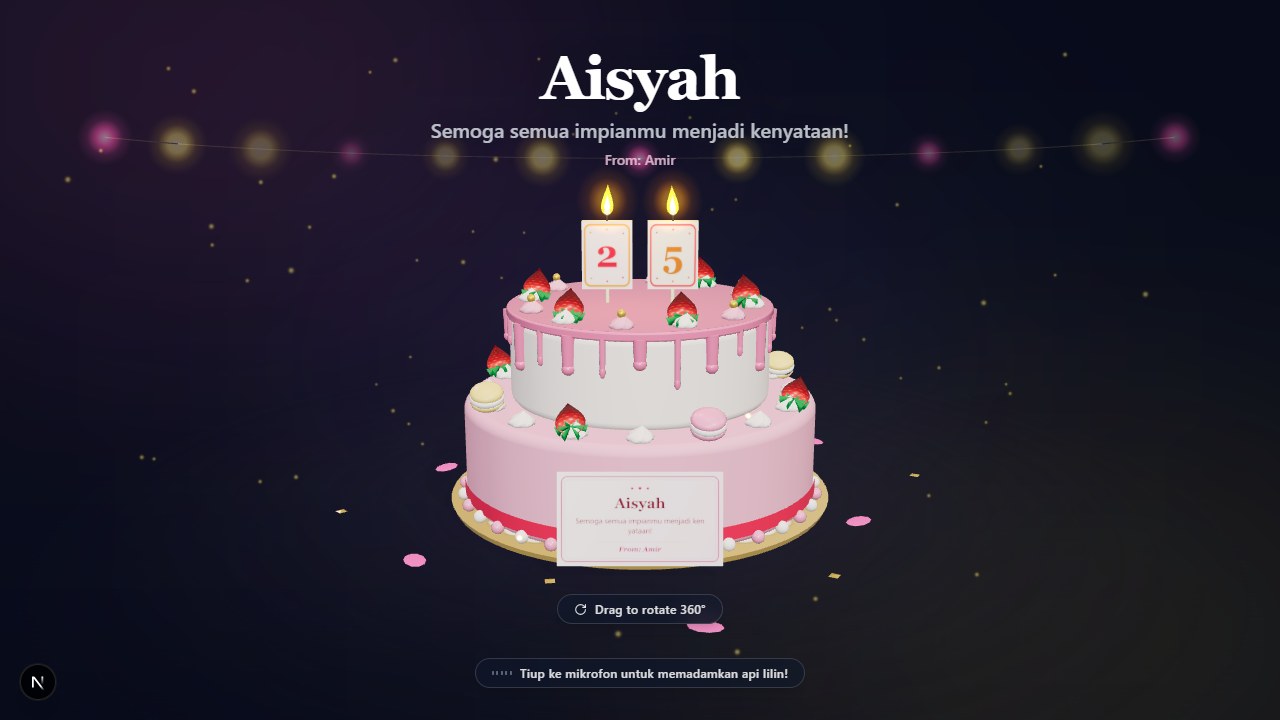 Aisyah
Semoga semua impianmu menjadi kenyataan!
From: Amir
2 5
Aisyah
Semoga semua impianmu menjadi ken
yataan!
From: Amir
Drag to rotate 360°
Tiup ke mikrofon untuk memadamkan api lilin!
N